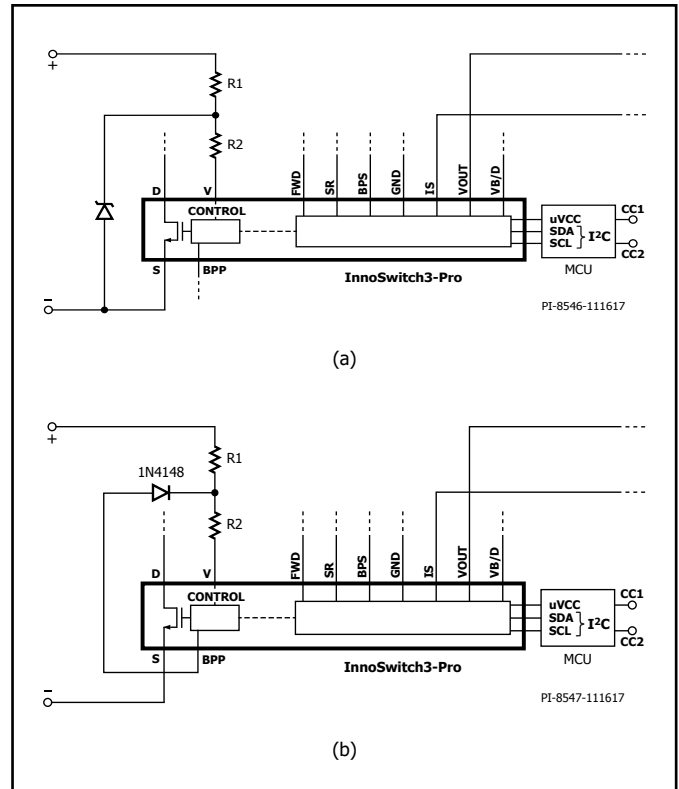 +
R1
R2
D
V
FWD
SR
BPS
GND
IS
VOUT
VB/D
CONTROL
uVCC
SDA
SCL
I²C
CC1
CC2
S
BPP
InnoSwitch3-Pro
MCU
−
PI-8546-111617
(a)
+
R1
1N4148
R2
D
V
FWD
SR
BPS
GND
IS
VOUT
VB/D
CONTROL
uVCC
SDA
SCL
I²C
CC1
CC2
S
BPP
InnoSwitch3-Pro
MCU
−
PI-8547-111617
(b)